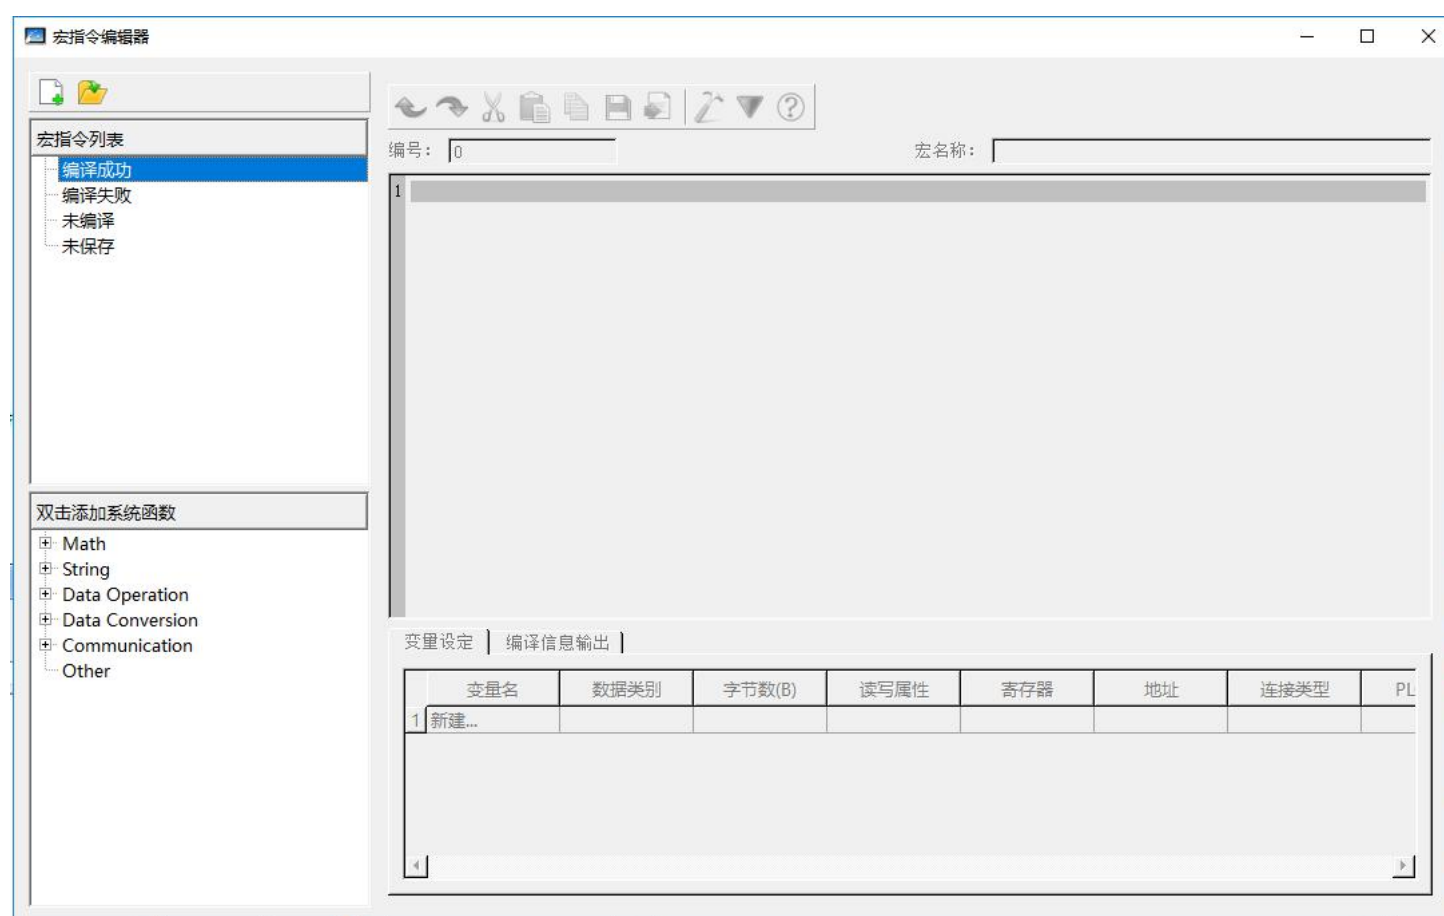 宏指令编辑器
宏指令列表
编译成功
编译失败
未编译
未保存
双击添加系统函数
Math
String
Data Operation
Data Conversion
Communication
Other
编号: 0 宏名称:
1
变量设定 编译信息输出
变量名 数据类别 字节数(B) 读写属性 寄存器 地址 连接类型 PL
1 新建...